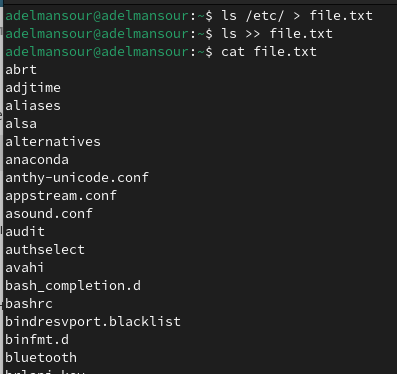 adelmansour@adelmansour:~$ ls /etc/ > file.txt
adelmansour@adelmansour:~$ ls >> file.txt
adelmansour@adelmansour:~$ cat file.txt
abrt
adjtime
aliases
alsa
alternatives
anaconda
anthy-unicode.conf
appstream.conf
asound.conf
audit
authselect
avahi
bash_completion.d
bashrc
bindresvport.blacklist
binfmt.d
bluetooth